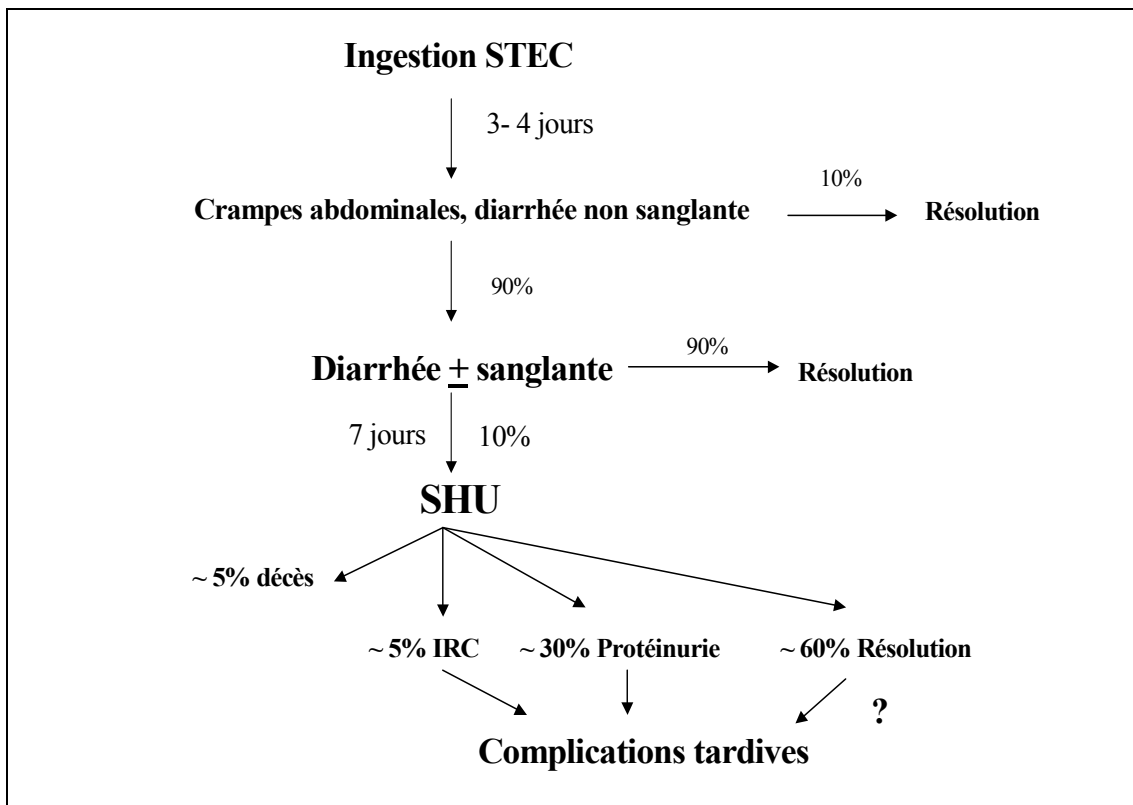 Ingestion STEC
3- 4 jours
10%
Crampes abdominales, diarrhée non sanglante
Résolution
90%
90%
Diarrhée ± sanglante
Résolution
7 jours
10%
SHU
~ 5% décès
~ 5% IRC
~ 30% Protéinurie
~ 60% Résolution
?
Complications tardives